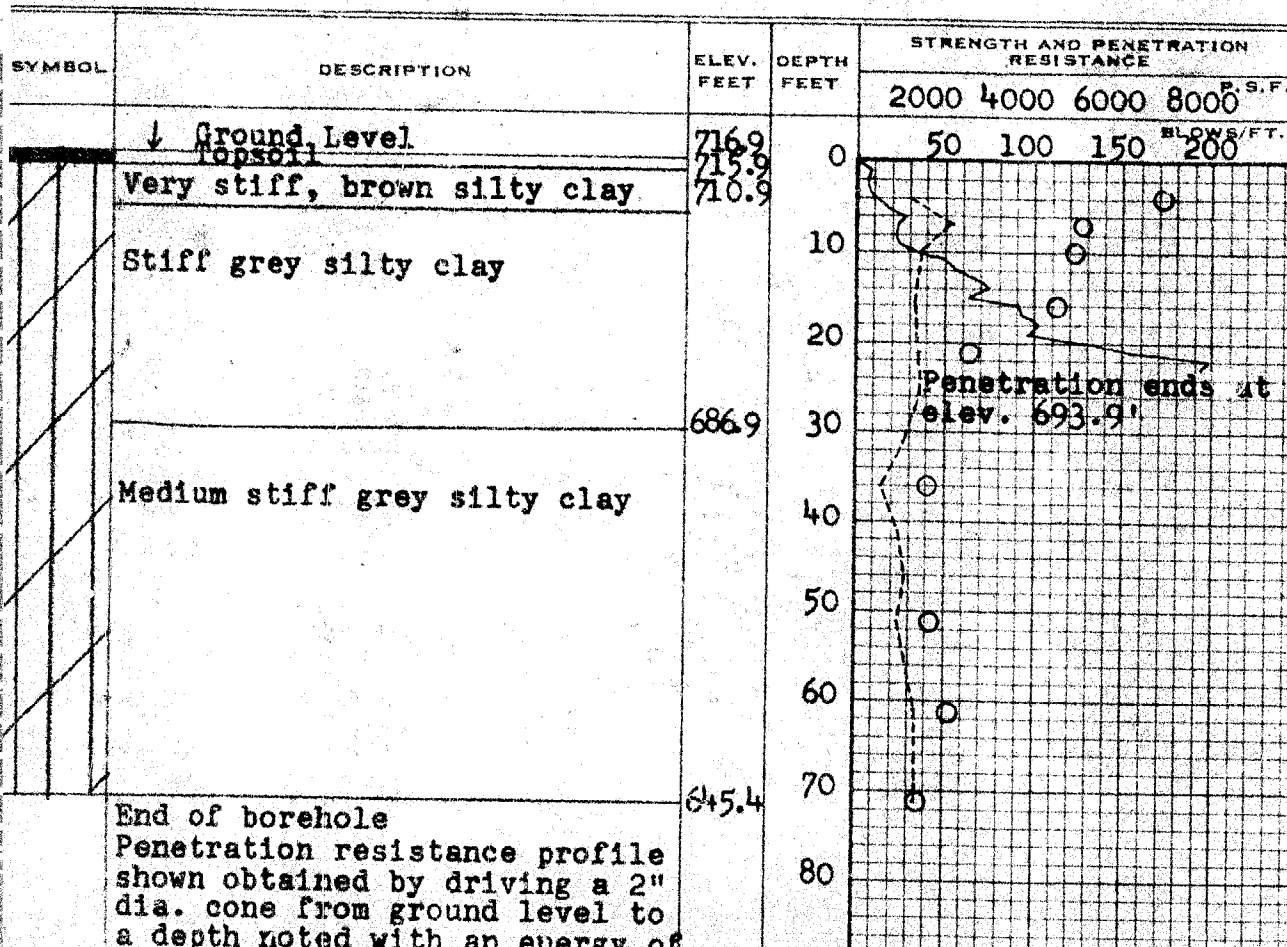 SYMBOL
DESCRIPTION
ELEV. FEET
DEPTH FEET
STRENGTH AND PENETRATION RESISTANCE
P.S.F.
2000 4000 6000 8000
BLOWS/FT.
50 100 150 200
↓ Ground Level 716.9
Topsoil 715.9
Very stiff, brown silty clay 710.9
Stiff grey silty clay
686.9
Medium stiff grey silty clay
645.4
0
10
20
30
40
50
60
70
80
Penetration ends at
elev. 693.9'
End of borehole
Penetration resistance profile
shown obtained by driving a 2"
dia. cone from ground level to
a depth noted with an energy of